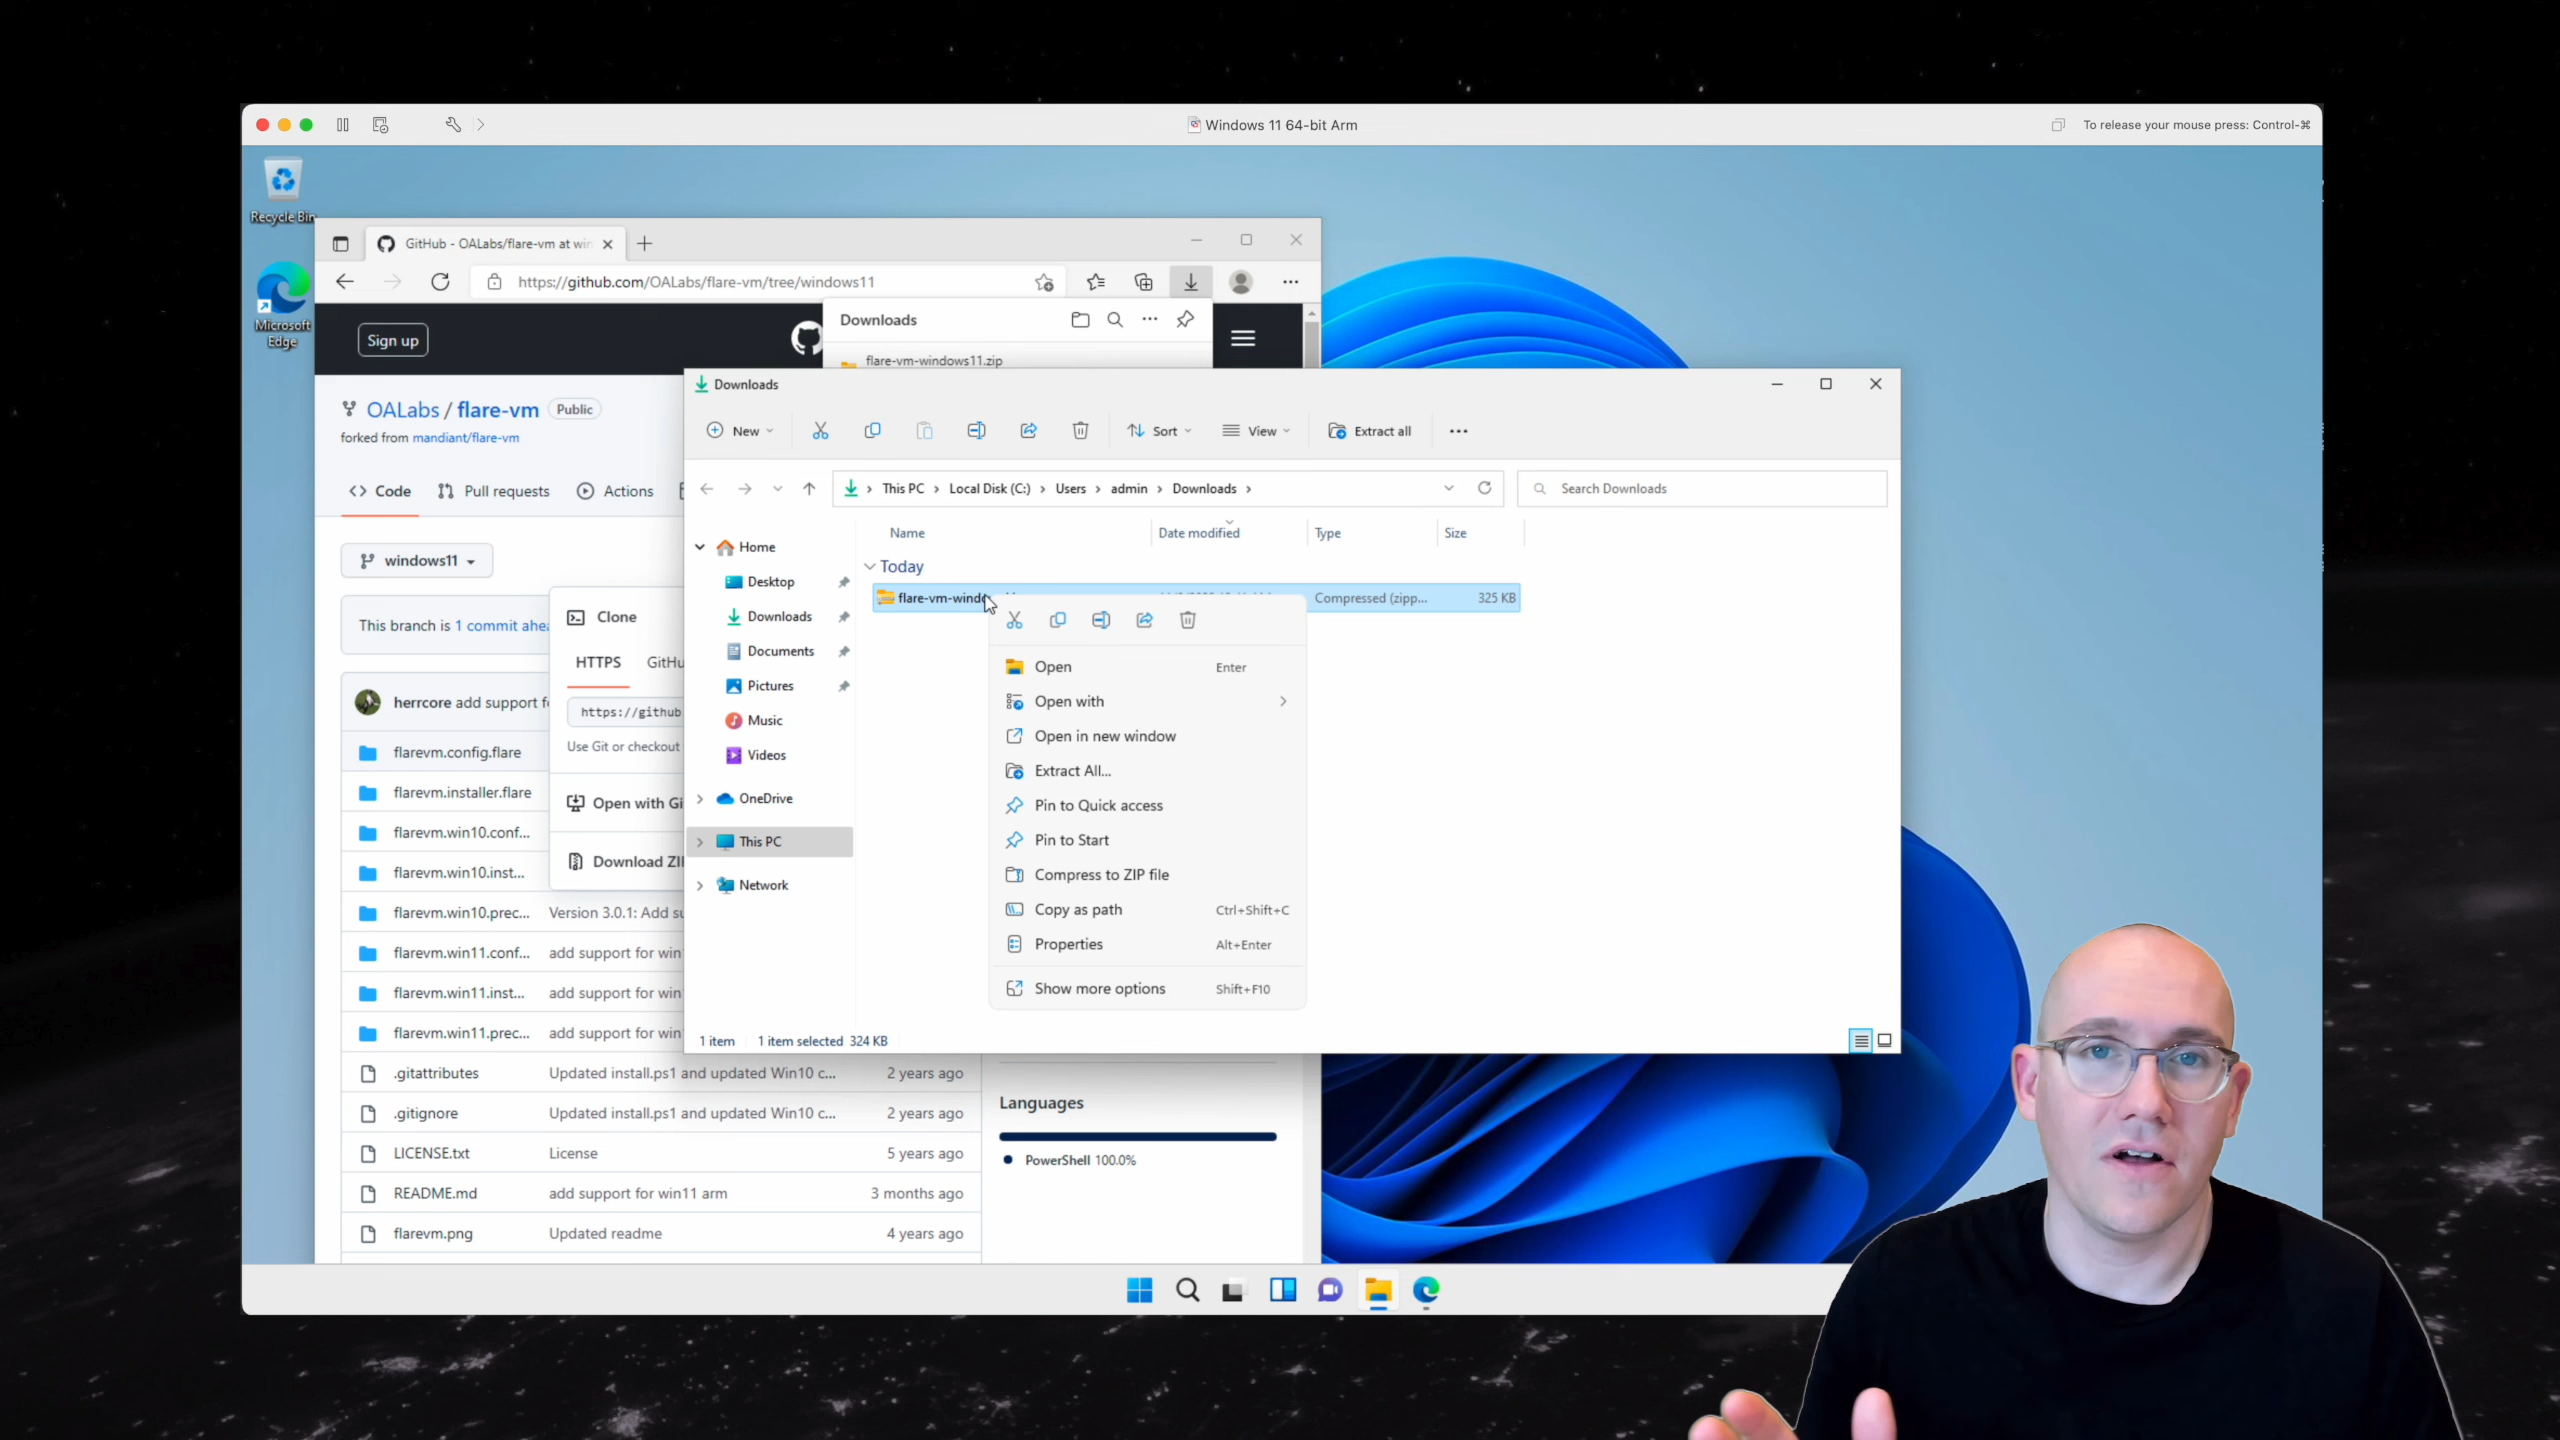 Windows 11 64-bit Arm
To release your mouse press: Control-⌘
Recycle Bin
Microsoft
Edge
GitHub - OALabs/flare-vm at win
https://github.com/OALabs/flare-vm/tree/windows11
Sign up
Downloads
flare-vm-windows11.zip
OALabs / flare-vm Public
forked from mandiant/flare-vm
Code Pull requests Actions
windows11
This branch is 1 commit ahea
Clone
HTTPS GitHu
https://github.
Use Git or checkout
Open with Gi
Download ZI
herrcore add support fo
flarevm.config.flare
flarevm.installer.flare
flarevm.win10.conf...
flarevm.win10.inst...
flarevm.win10.prec... Version 3.0.1: Add su
flarevm.win11.conf... add support for win
flarevm.win11.inst... add support for win
flarevm.win11.prec... add support for win
.gitattributes Updated install.ps1 and updated Win10 c... 2 years ago
.gitignore Updated install.ps1 and updated Win10 c... 2 years ago
LICENSE.txt License 5 years ago
README.md add support for win11 arm 3 months ago
flarevm.png Updated readme 4 years ago
Languages
PowerShell 100.0%
Downloads
New Sort View Extract all
This PC Local Disk (C:) Users admin Downloads
Search Downloads
Name Date modified Type Size
Home
Desktop
Downloads
Documents
Pictures
Music
Videos
OneDrive
This PC
Network
Today
flare-vm-windo Compressed (zipp... 325 KB
Open Enter
Open with
Open in new window
Extract All...
Pin to Quick access
Pin to Start
Compress to ZIP file
Copy as path Ctrl+Shift+C
Properties Alt+Enter
Show more options Shift+F10
1 item 1 item selected 324 KB